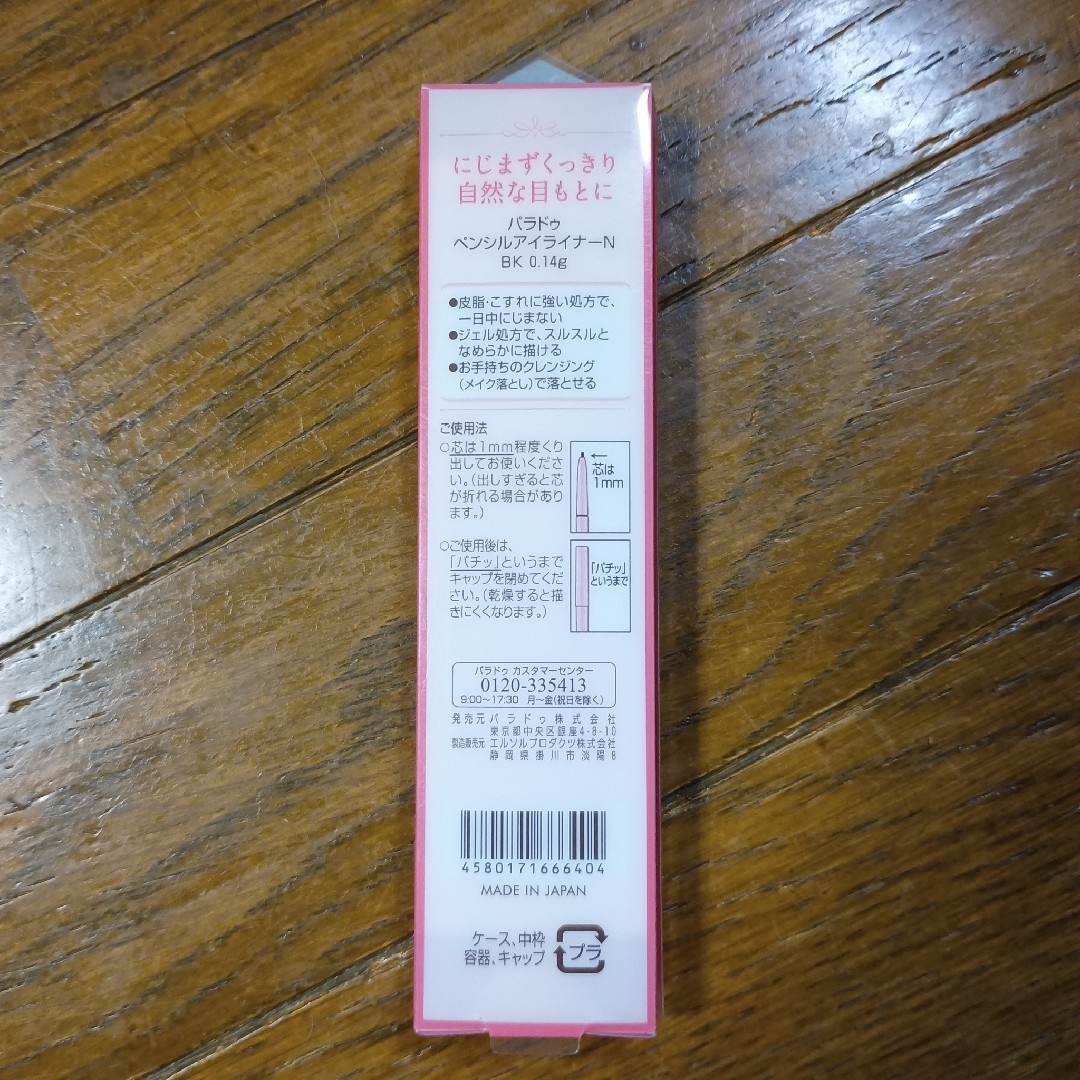 にじまずくっきり
自然な目もとに
パラドゥ
ペンシルアイライナーN
BK 0.14g
●皮脂・こすれに強い処方で、
一日中にじまない
●ジェル処方で、スルスルと
なめらかに描ける
●お手持ちのクレンジング
(メイク落とし)で落とせる
ご使用法
○芯は1mm程度くり
出してお使いくださ
い。(出しすぎると芯
が折れる場合があり
ます。)
芯は
1mm
○ご使用後は、
「パチッ」というまで
キャップを閉めてくだ
さい。(乾燥すると描
きにくくなります。)
「パチッ」
というまで
パラドゥ カスタマーセンター
0120-335413
9:00〜17:30 月〜金(祝日を除く)
発売元 パラドゥ株式会社
東京都中央区銀座4-8-10
製造販売元 エルソルプロダクツ株式会社
静岡県掛川市淡陽8
4580171666404
MADE IN JAPAN
ケース、中枠
容器、キャップ
プラ